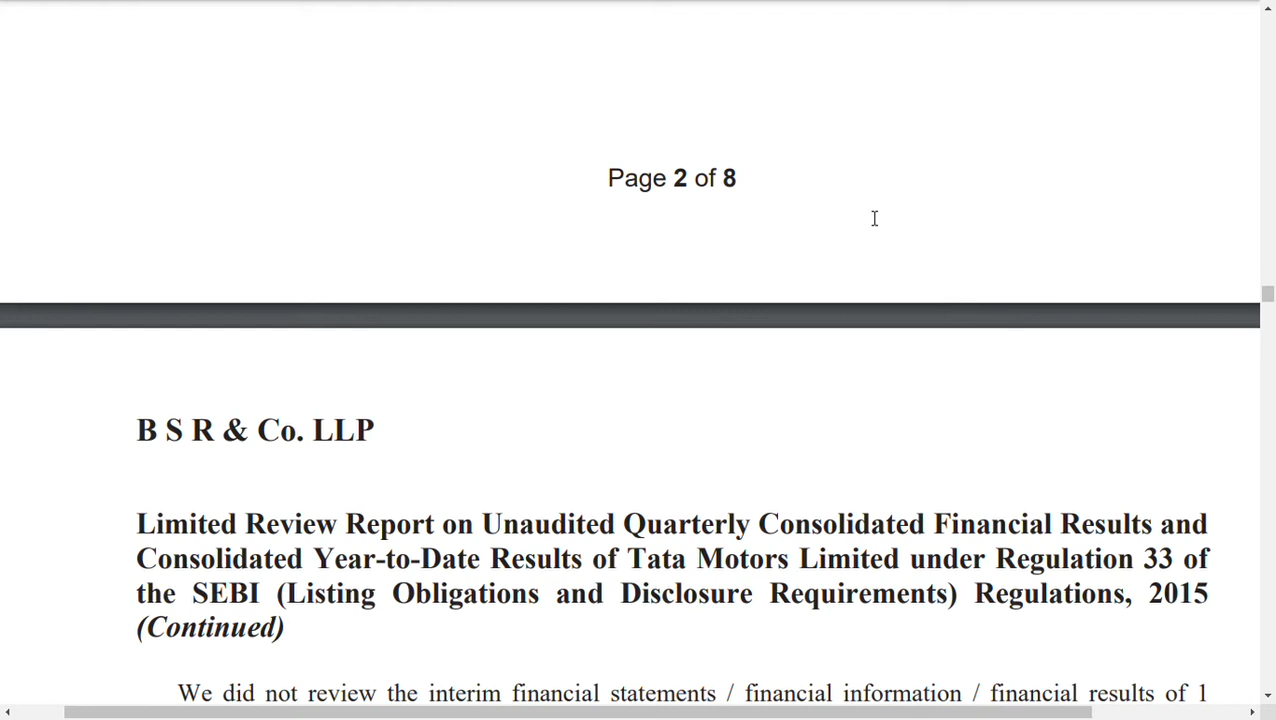 Page 2 of 8
B S R & Co. LLP
Limited Review Report on Unaudited Quarterly Consolidated Financial Results and
Consolidated Year-to-Date Results of Tata Motors Limited under Regulation 33 of
the SEBI (Listing Obligations and Disclosure Requirements) Regulations, 2015
(Continued)
We did not review the interim financial statements / financial information / financial results of 1